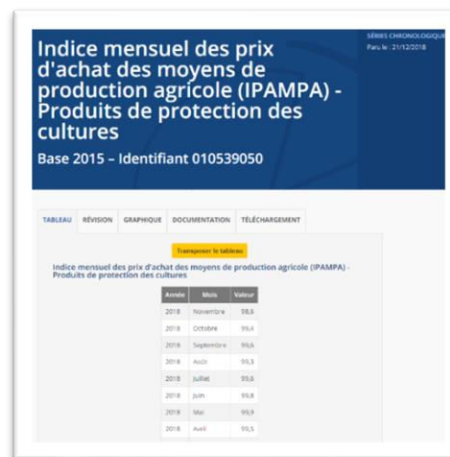 SÉRIES CHRONOLOGIQUE
Paru le : 21/12/2018
Indice mensuel des prix
d'achat des moyens de
production agricole (IPAMPA) -
Produits de protection des
cultures
Base 2015 – Identifiant 010539050
TABLEAU RÉVISION GRAPHIQUE DOCUMENTATION TÉLÉCHARGEMENT
Transposer le tableau
Indice mensuel des prix d'achat des moyens de production agricole (IPAMPA) -
Produits de protection des cultures
Année Mois Valeur
2018 Novembre 98,6
2018 Octobre 99,4
2018 Septembre 99,6
2018 Août 99,3
2018 Juillet 99,6
2018 Juin 99,8
2018 Mai 99,9
2018 Avril 99,5